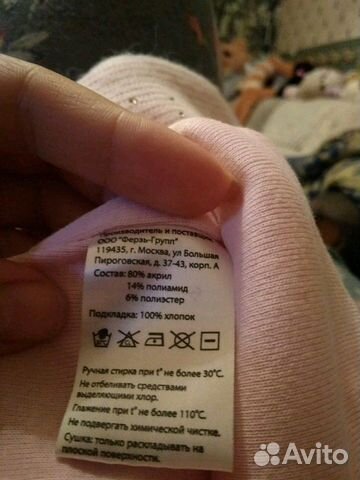 Производитель и поставщик
ООО "Ферзь-Групп"
119435, г. Москва, ул Большая
Пироговская, д. 37-43, корп. А
Состав: 80% акрил
14% полиамид
6% полиэстер
Подкладка: 100% хлопок
Ручная стирка при t° не более 30°C.
Не отбеливать средствами
выделяющими хлор.
Глажение при t° не более 110°C.
Не подвергать химической чистке.
Сушка: только раскладывать на
плоской поверхности.
Avito